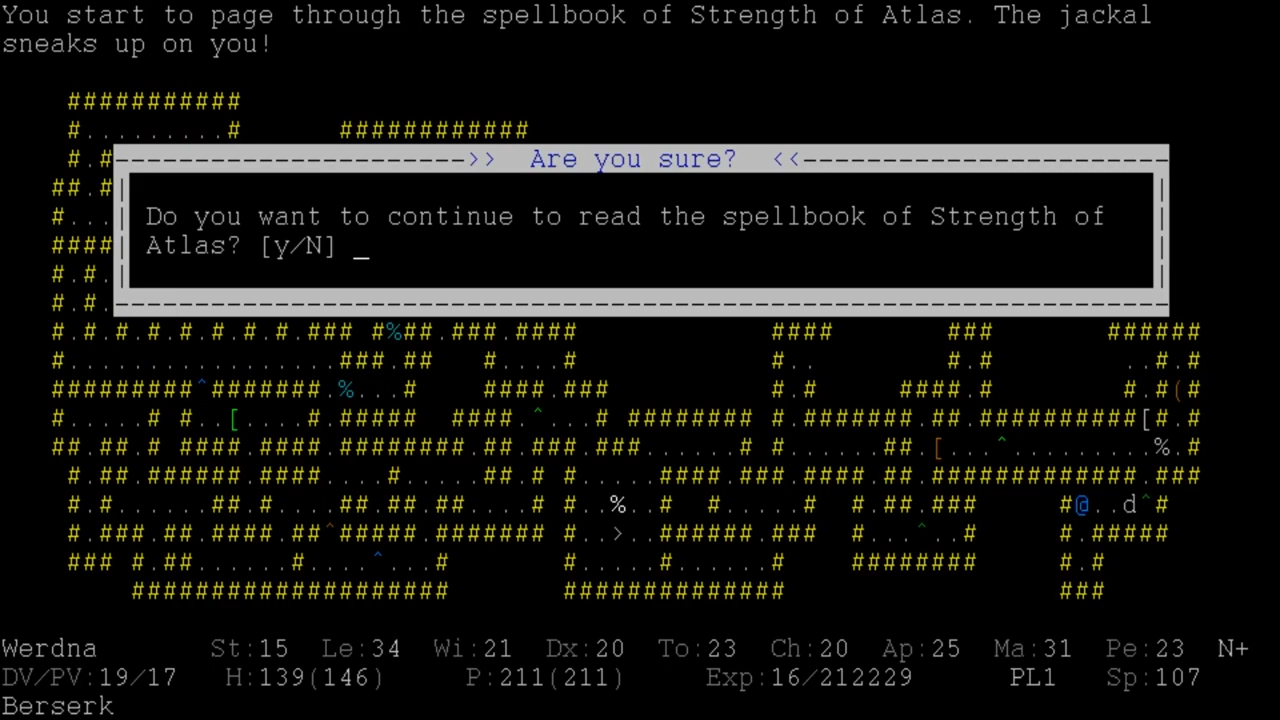 You start to page through the spellbook of Strength of Atlas. The jackal
sneaks up on you!
###########
#.........#      ############
#.#
>>  Are you sure?  <<
##.#
Do you want to continue to read the spellbook of Strength of
#...
Atlas? [y/N] _
####
#.#.
#.#.
#.#.#.#.#.#.#.#.### #%##.###.####            ####       ###       ######
#.................###.##   #....#            #..        #.#        ..#.#
#########^#######.%...#    ####.###          #.#     ####.#       #.#(#
#.....# #..[....#.#####  ####.^...# ######## #.#######.##.##########[#.#
##.##.# ####.####.########.##.###.###......# #......##.[...^.........%.#
#.#####.######.####....#.....##.# #.....####.###.####.##.#############.###
#.#......##.#....##.##.##....# #..%..#  #.....#  #.##.###     #@..d^#
#.###.##.####.##^#####.####.####### #..>..######.###  #...^..#     #.#####
### #.##......#....^...#       #.....#......#    ########     #.#
####################       ##############                 ###
Werdna       St:15  Le:34  Wi:21  Dx:20  To:23  Ch:20  Ap:25  Ma:31  Pe:23  N+
DV/PV:19/17   H:139(146)     P:211(211)     Exp:16/212229      PL1   Sp:107
Berserk